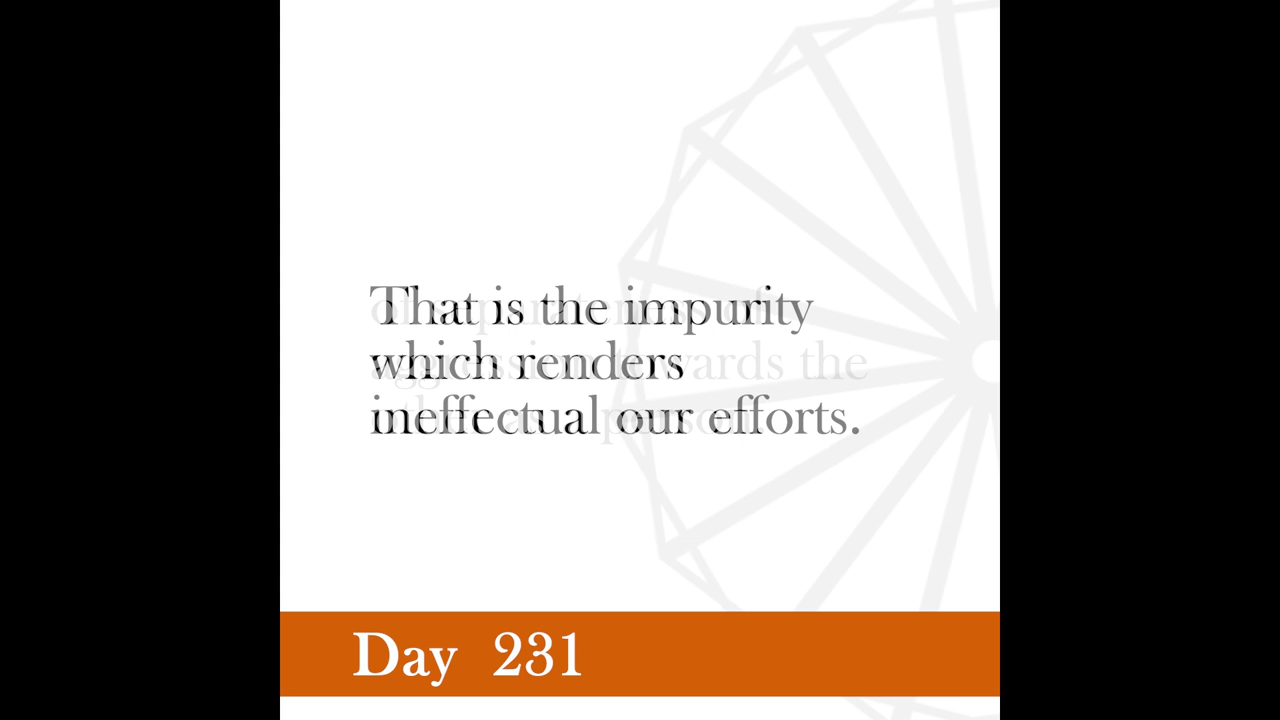 That is the impurity
which renders
ineffectual our efforts.
Day 231